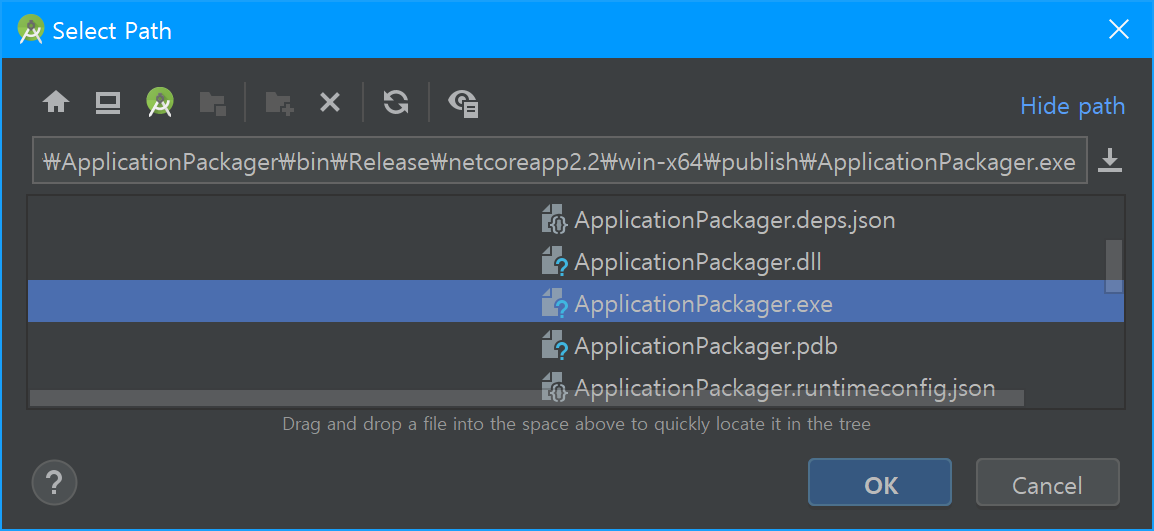 Select Path
Hide path
₩ApplicationPackager₩bin₩Release₩netcoreapp2.2₩win-x64₩publish₩ApplicationPackager.exe
ApplicationPackager.deps.json
ApplicationPackager.dll
ApplicationPackager.exe
ApplicationPackager.pdb
ApplicationPackager.runtimeconfig.json
Drag and drop a file into the space above to quickly locate it in the tree
?
OK
Cancel